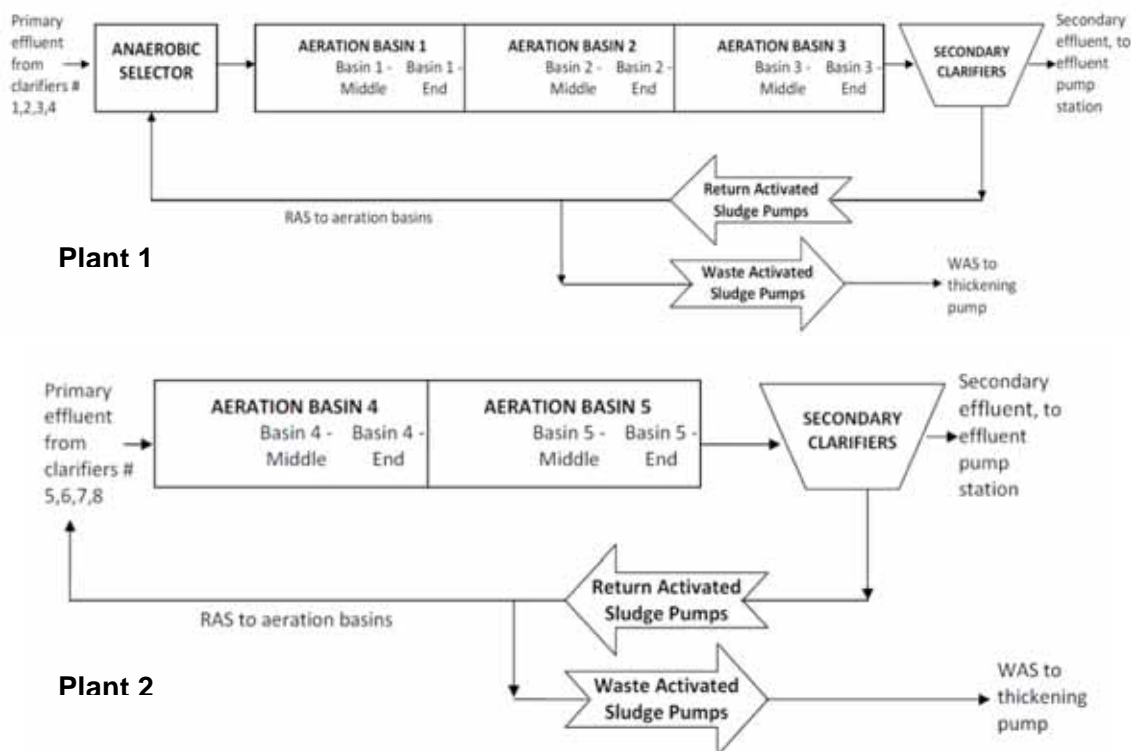 Primary
effluent
from
clarifiers #
1,2,3,4
ANAEROBIC
SELECTOR
AERATION BASIN 1
Basin 1 - Basin 1 -
Middle End
AERATION BASIN 2
Basin 2 - Basin 2 -
Middle End
AERATION BASIN 3
Basin 3 - Basin 3 -
Middle End
SECONDARY
CLARIFIERS
Secondary
effluent, to
effluent
pump
station
Return Activated
Sludge Pumps
RAS to aeration basins
Plant 1
Waste Activated
Sludge Pumps
WAS to
thickening
pump
Primary
effluent
from
clarifiers #
5,6,7,8
AERATION BASIN 4
Basin 4 - Basin 4 -
Middle End
AERATION BASIN 5
Basin 5 - Basin 5 -
Middle End
SECONDARY
CLARIFIERS
Secondary
effluent, to
effluent
pump
station
Return Activated
Sludge Pumps
RAS to aeration basins
Plant 2
Waste Activated
Sludge Pumps
WAS to
thickening
pump